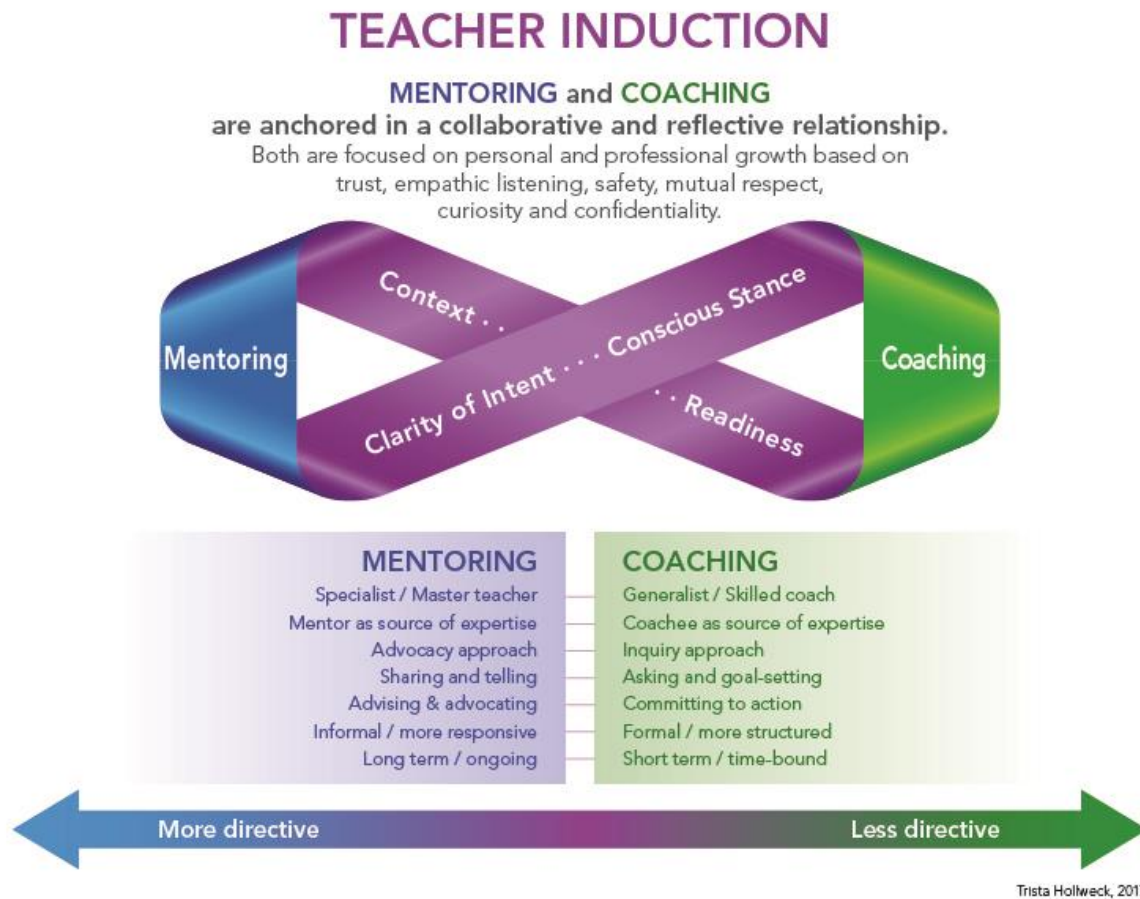 TEACHER INDUCTION
MENTORING and COACHING
are anchored in a collaborative and reflective relationship.
Both are focused on personal and professional growth based on
trust, empathic listening, safety, mutual respect,
curiosity and confidentiality.
Context . .
Clarity of Intent . . . Conscious Stance
. . Readiness
Mentoring
Coaching
MENTORING
Specialist / Master teacher
Mentor as source of expertise
Advocacy approach
Sharing and telling
Advising & advocating
Informal / more responsive
Long term / ongoing
COACHING
Generalist / Skilled coach
Coachee as source of expertise
Inquiry approach
Asking and goal-setting
Committing to action
Formal / more structured
Short term / time-bound
More directive
Less directive
Trista Hollweck, 201